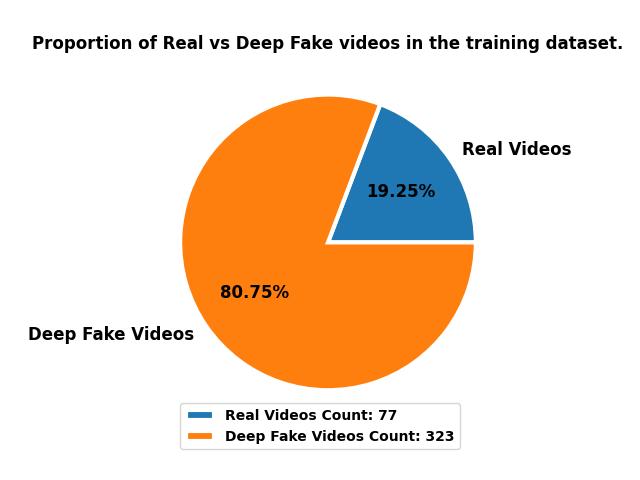 Proportion of Real vs Deep Fake videos in the training dataset.
Real Videos
19.25%
80.75%
Deep Fake Videos
Real Videos Count: 77
Deep Fake Videos Count: 323